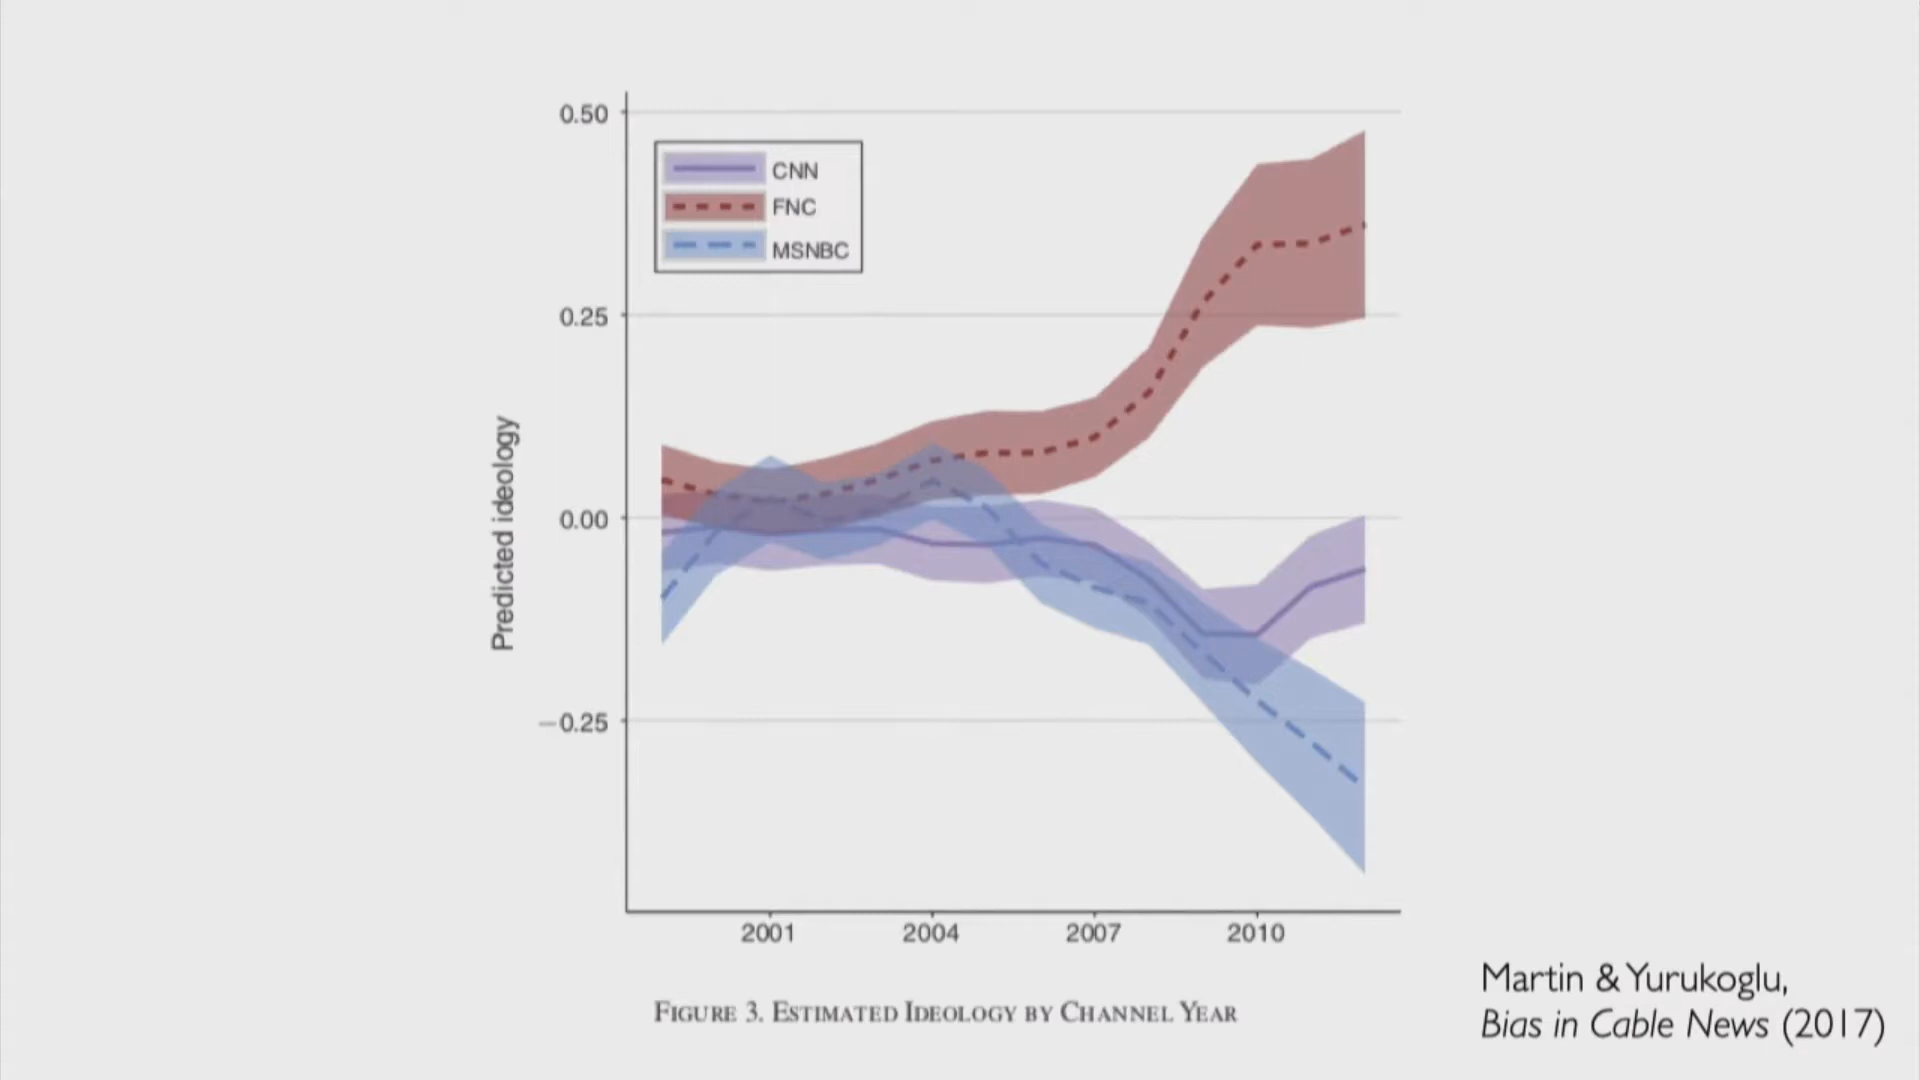 0.50
CNN
FNC
MSNBC
0.25
0.00
−0.25
Predicted ideology
2001
2004
2007
2010
FIGURE 3. ESTIMATED IDEOLOGY BY CHANNEL YEAR
Martin & Yurukoglu,
Bias in Cable News (2017)